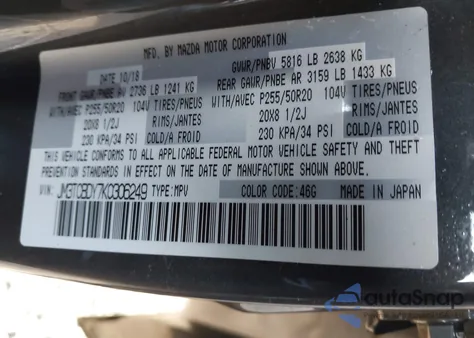 MFD. BY MAZDA MOTOR CORPORATION
DATE 10/18 GVWR/PNBV 5816 LB 2638 KG
FRONT GAWR/PNBE AV 2736 LB 1241 KG REAR GAWR/PNBE AR 3159 LB 1433 KG
WITH/AVEC P255/50R20 104V TIRES/PNEUS WITH/AVEC P255/50R20 104V TIRES/PNEUS
20X8 1/2J RIMS/JANTES 20X8 1/2J RIMS/JANTES
230 KPA/34 PSI COLD/A FROID 230 KPA/34 PSI COLD/A FROID
THIS VEHICLE CONFORMS TO ALL APPLICABLE FEDERAL MOTOR VEHICLE SAFETY AND THEFT
PREVENTION STANDARDS IN EFFECT ON THE DATE OF MANUFACTURE SHOWN ABOVE.
VIN: JM3TCBDY7K0306249 TYPE: MPV COLOR CODE: 46G MADE IN JAPAN
autoSnap